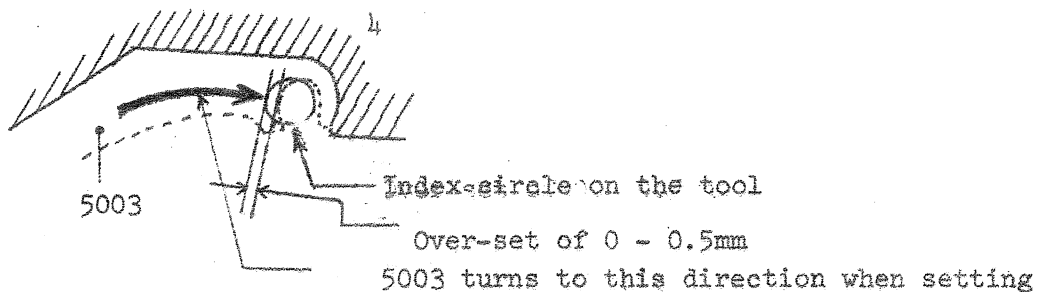 4
5003
Index sircle on the tool
Over-set of 0 - 0.5mm
5003 turns to this direction when setting